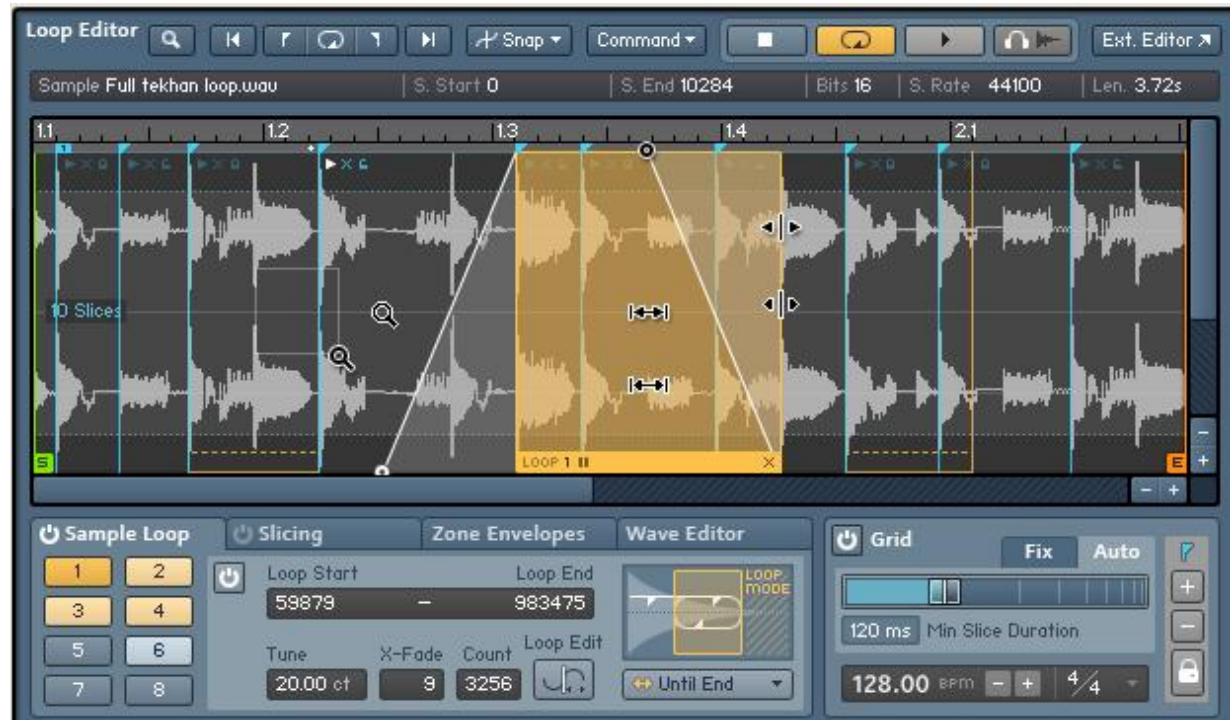 Loop Editor Snap Command Ext. Editor
Sample Full tekhan loop.wav S. Start 0 S. End 10284 Bits 16 S. Rate 44100 Len. 3.72s
1.1 1.2 1.3 1.4 2.1
1
10 Slices
S LOOP 1 E
Sample Loop Slicing Zone Envelopes Wave Editor
Grid Fix Auto
1 2
3 4
5 6
7 8
Loop Start Loop End
59879 – 983475
Tune X-Fade Count Loop Edit
20.00 ct 9 3256
LOOP MODE
Until End
120 ms Min Slice Duration
128.00 BPM - + 4/4